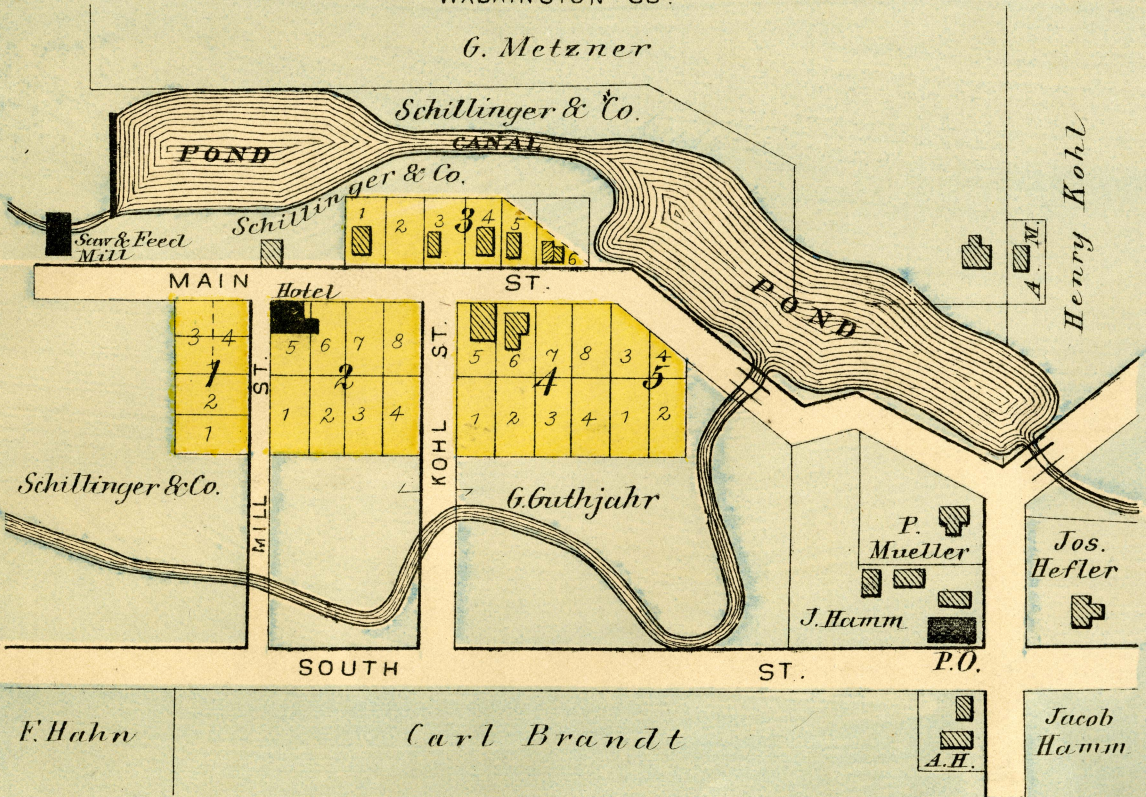 WASHINGTON CO.
G. Metzner
Schillinger & Co.
POND
CANAL
Schillinger & Co.
Saw & Feed
Mill
1
2
3
3
4
5
6
Henry Kohl
A. M.
MAIN ST.
Hotel
POND
3
4
1
2
1
MILL ST.
5
6
7
8
2
1
2
3
4
KOHL ST.
5
6
7
8
4
1
2
3
4
3
4
5
1
2
Schillinger & Co.
G. Guthjahr
P.
Mueller
Jos.
Hefler
J. Hamm
P.O.
SOUTH ST.
F. Hahn
Carl Brandt
A.H.
Jacob
Hamm